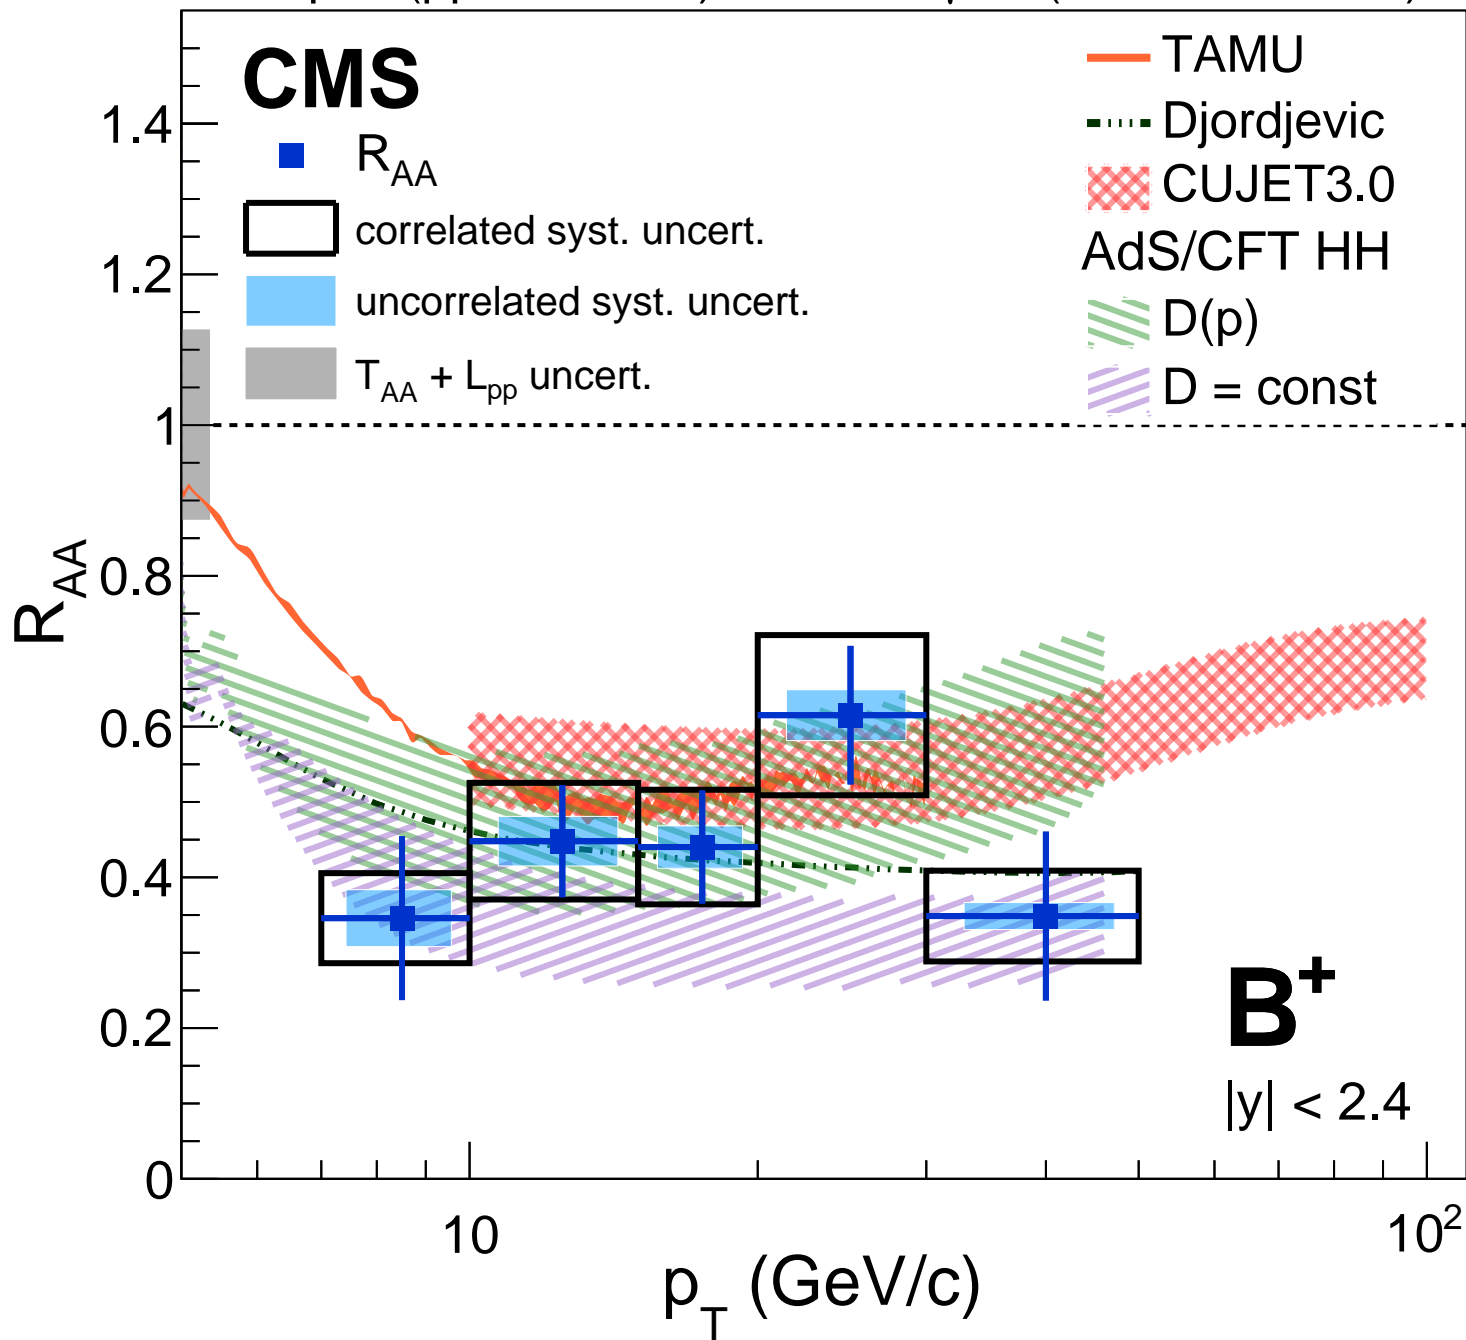 CMS
R_AA
correlated syst. uncert.
uncorrelated syst. uncert.
T_AA + L_pp uncert.
TAMU
Djordjevic
CUJET3.0
AdS/CFT HH
D(p)
D = const
1.4
1.2
1
0.8
0.6
0.4
0.2
0
R_AA
B⁺
|y| < 2.4
10
10²
p_T (GeV/c)